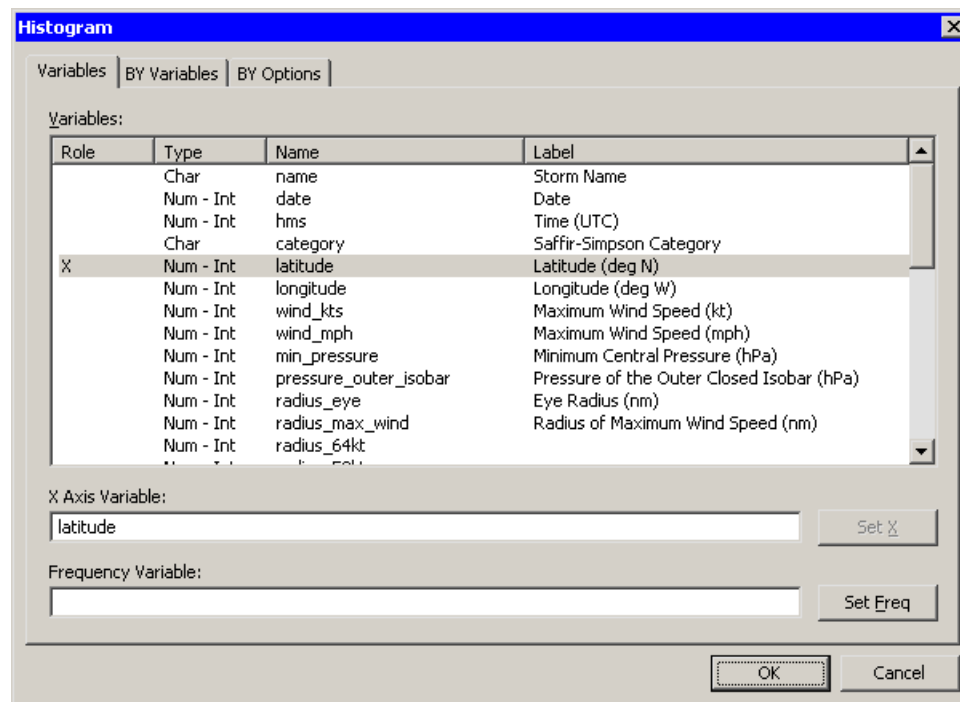 Histogram
Variables BY Variables BY Options
Variables:
Role Type Name Label
Char name Storm Name
Num - Int date Date
Num - Int hms Time (UTC)
Char category Saffir-Simpson Category
X Num - Int latitude Latitude (deg N)
Num - Int longitude Longitude (deg W)
Num - Int wind_kts Maximum Wind Speed (kt)
Num - Int wind_mph Maximum Wind Speed (mph)
Num - Int min_pressure Minimum Central Pressure (hPa)
Num - Int pressure_outer_isobar Pressure of the Outer Closed Isobar (hPa)
Num - Int radius_eye Eye Radius (nm)
Num - Int radius_max_wind Radius of Maximum Wind Speed (nm)
Num - Int radius_64kt
X Axis Variable:
latitude Set X
Frequency Variable:
Set Freq
OK Cancel